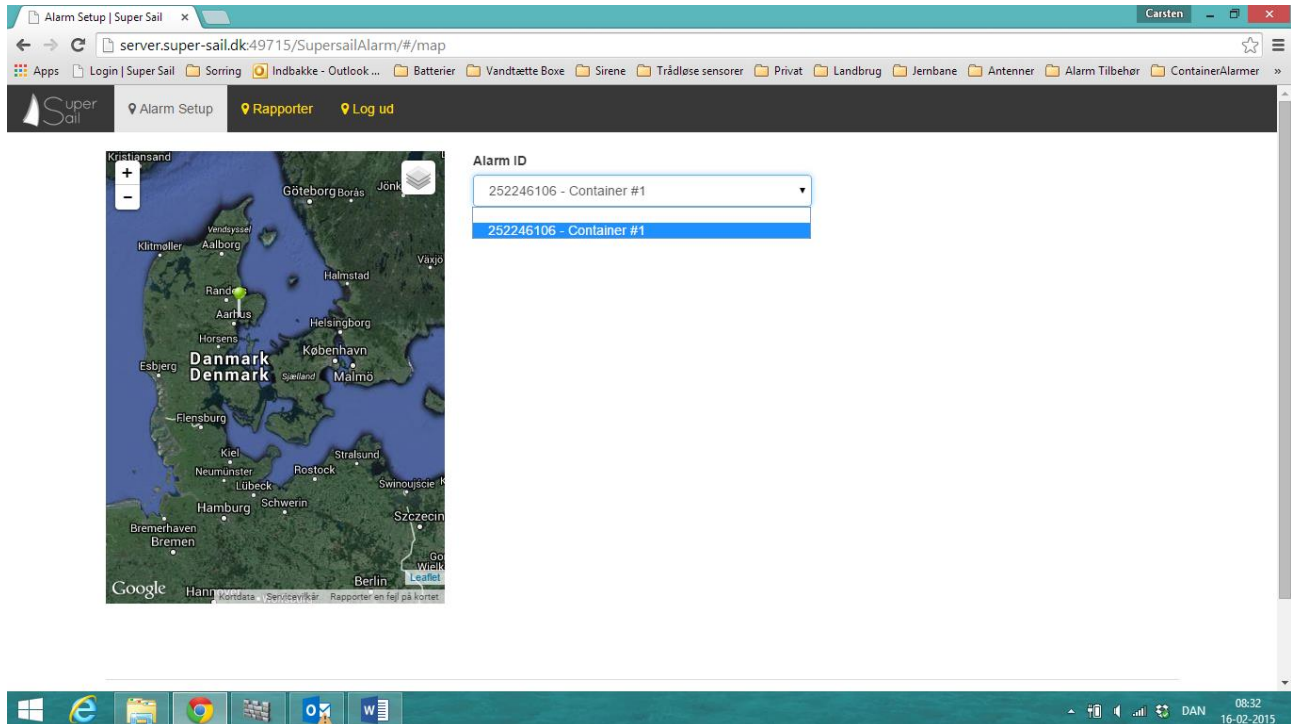 Alarm Setup | Super Sail
Carsten
server.super-sail.dk:49715/SupersailAlarm/#/map
Apps Login | Super Sail Sorring Indbakke - Outlook ... Batterier Vandtætte Boxe Sirene Trådløse sensorer Privat Landbrug Jernbane Antenner Alarm Tilbehør ContainerAlarmer »
Super Sail
Alarm Setup Rapporter Log ud
Alarm ID
252246106 - Container #1
252246106 - Container #1
Kristiansand
+
-
Göteborg Borås Jönk
Vendsyssel
Klitmøller Aalborg
Växjö
Halmstad
Randers
Aarhus
Helsingborg
Horsens
København
Esbjerg Danmark
Denmark Sjælland Malmö
Flensburg
Kiel Stralsund
Neumünster Rostock
Lübeck Swinoujscie K
Hamburg Schwerin
Szczecin
Bremerhaven
Bremen
Go
Wielk
Berlin Leaflet
Google
Kortdata Servicevilkår Rapporter en fejl på kortet
DAN
08:32
16-02-2015